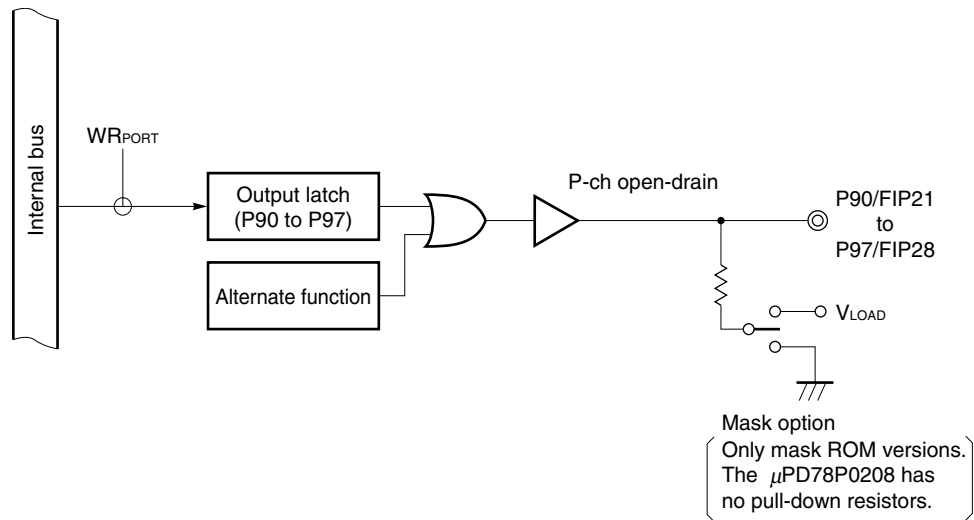 Internal bus
WRPORT
Output latch
(P90 to P97)
Alternate function
P-ch open-drain
P90/FIP21
to
P97/FIP28
VLOAD
Mask option
Only mask ROM versions.
The μPD78P0208 has
no pull-down resistors.